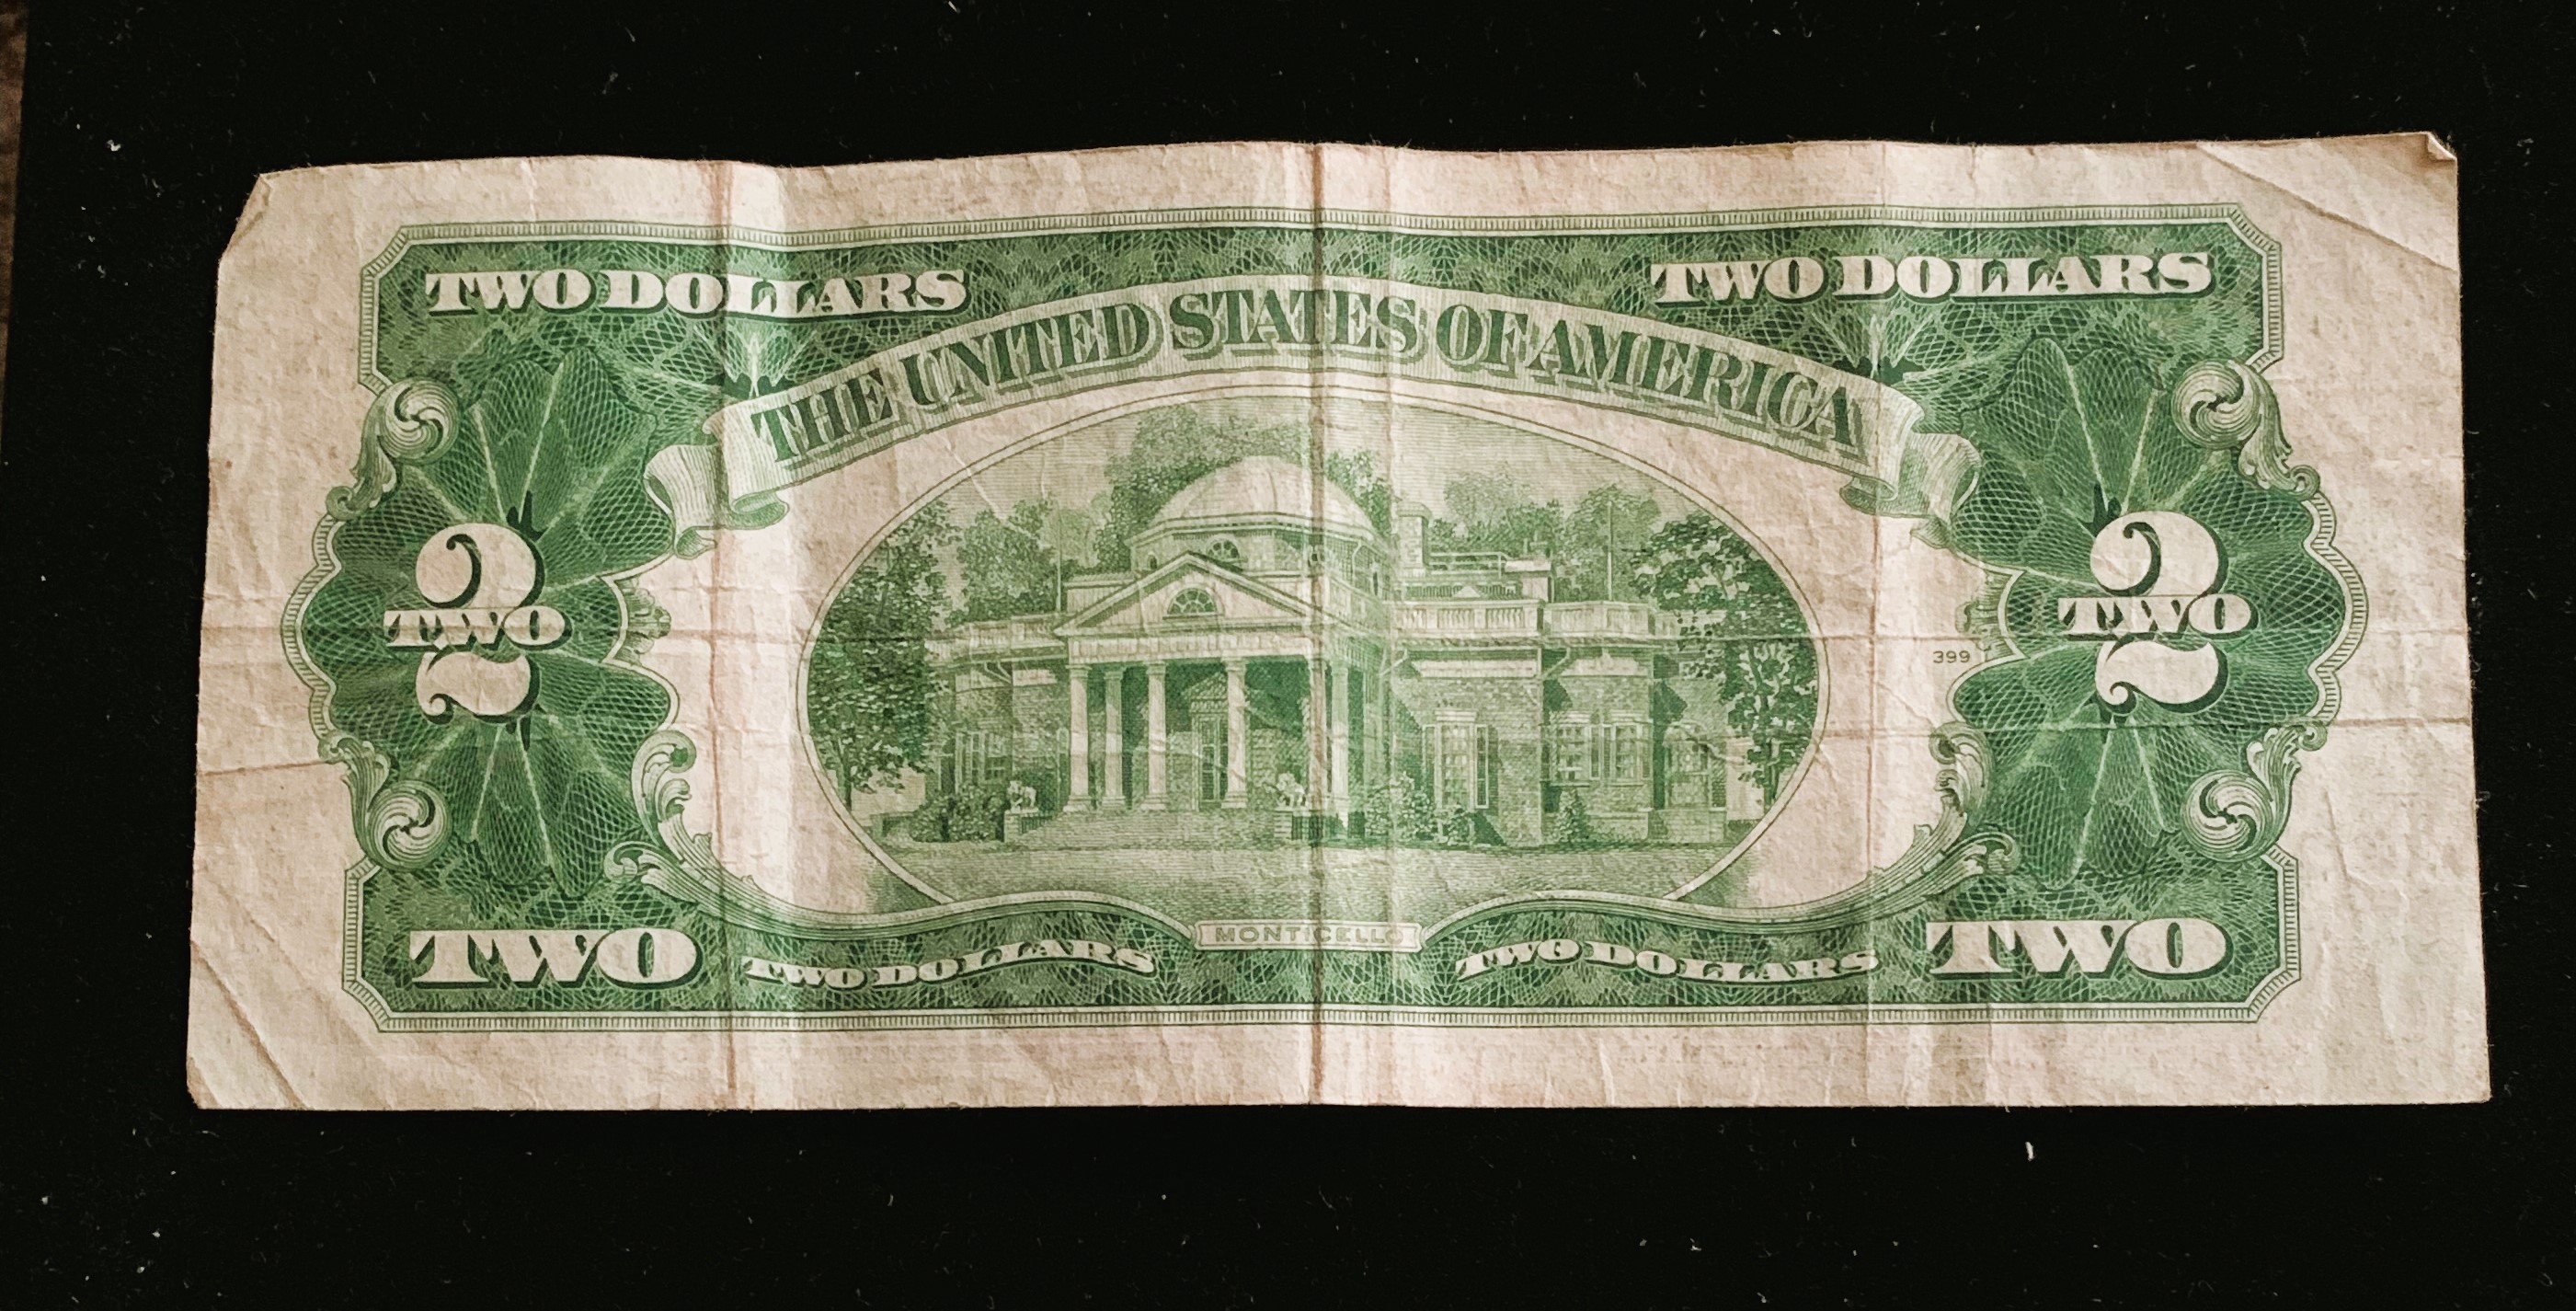 TWO DOLLARS
TWO DOLLARS
THE UNITED STATES OF AMERICA
2
TWO
2
TWO
399
MONTICELLO
TWO
TWO DOLLARS
TWO DOLLARS
TWO